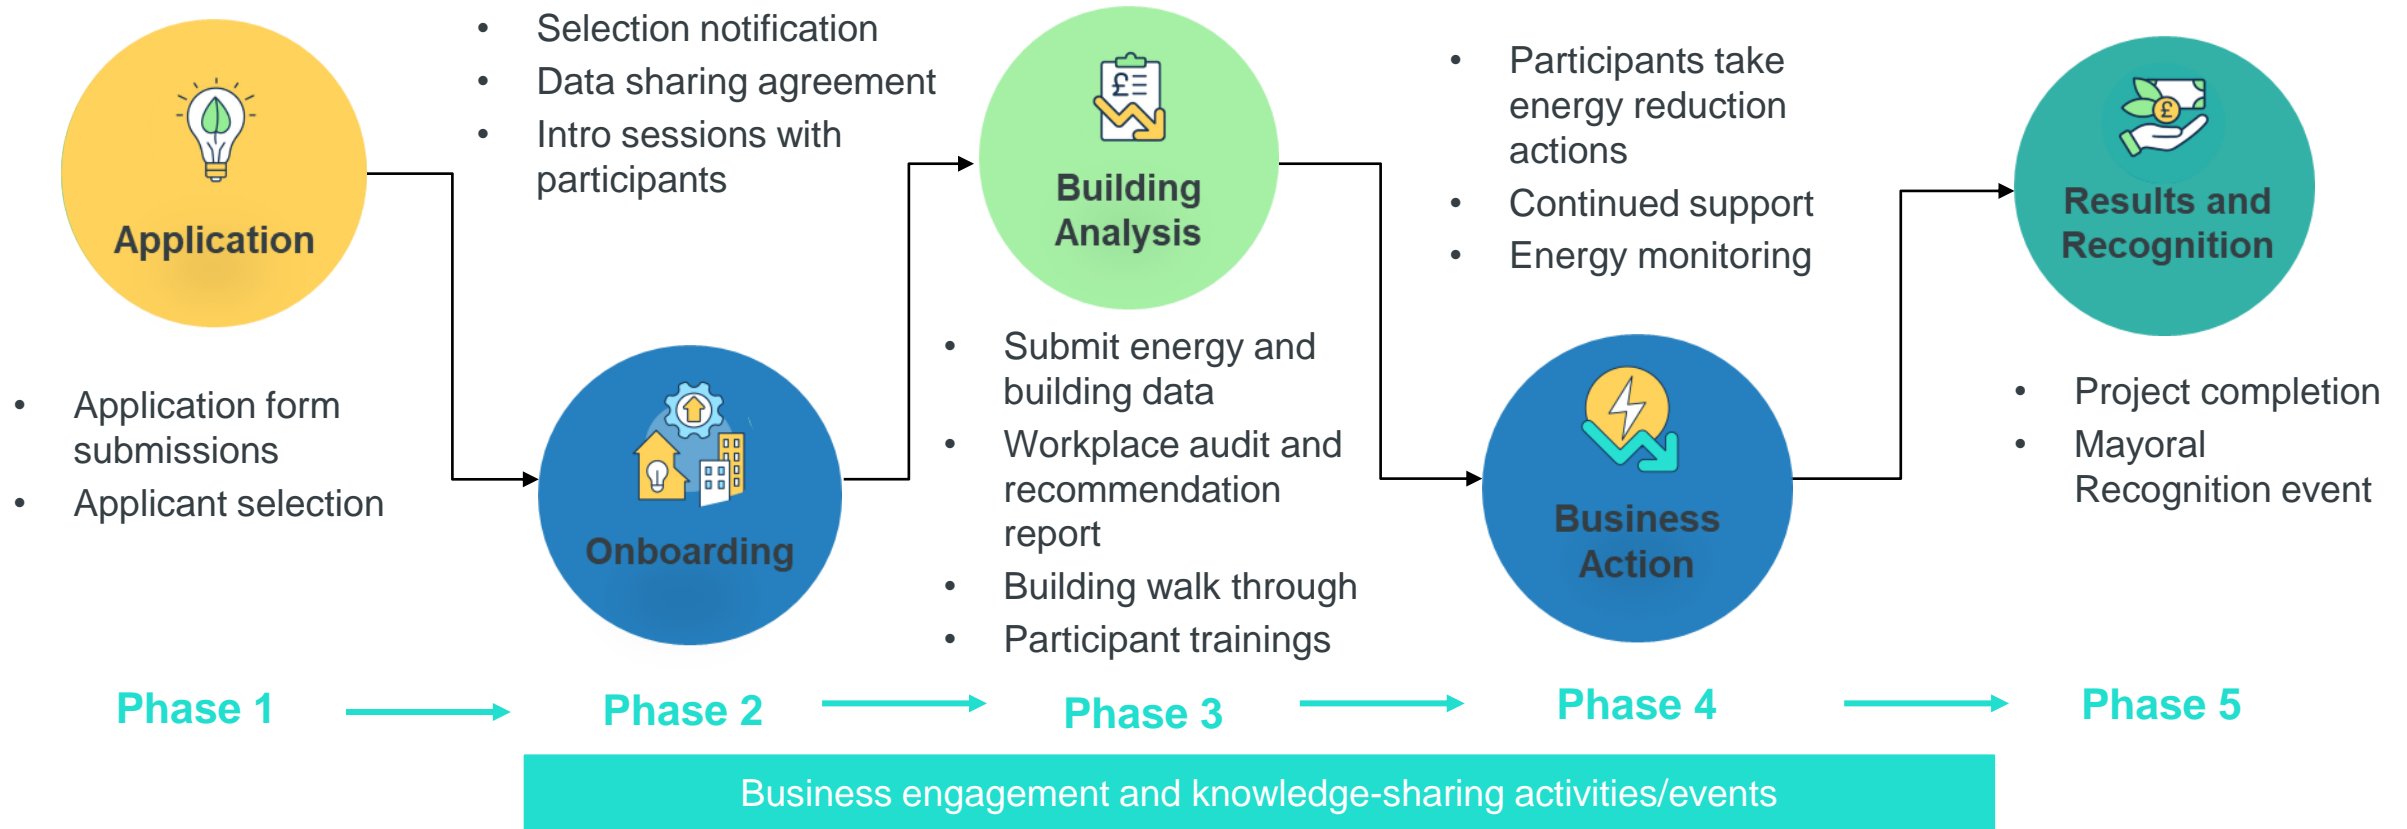 Application
• Application form
submissions
• Applicant selection
• Selection notification
• Data sharing agreement
• Intro sessions with
participants
Onboarding
£
Building
Analysis
• Submit energy and
building data
• Workplace audit and
recommendation
report
• Building walk through
• Participant trainings
• Participants take
energy reduction
actions
• Continued support
• Energy monitoring
Business
Action
£
Results and
Recognition
• Project completion
• Mayoral
Recognition event
Phase 1
Phase 2
Phase 3
Phase 4
Phase 5
Business engagement and knowledge-sharing activities/events